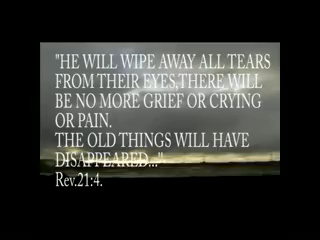 "HE WILL WIPE AWAY ALL TEARS
FROM THEIR EYES,THERE WILL
BE NO MORE GRIEF OR CRYING
OR PAIN.
THE OLD THINGS WILL HAVE
DISAPPEARED..."
Rev.21:4.